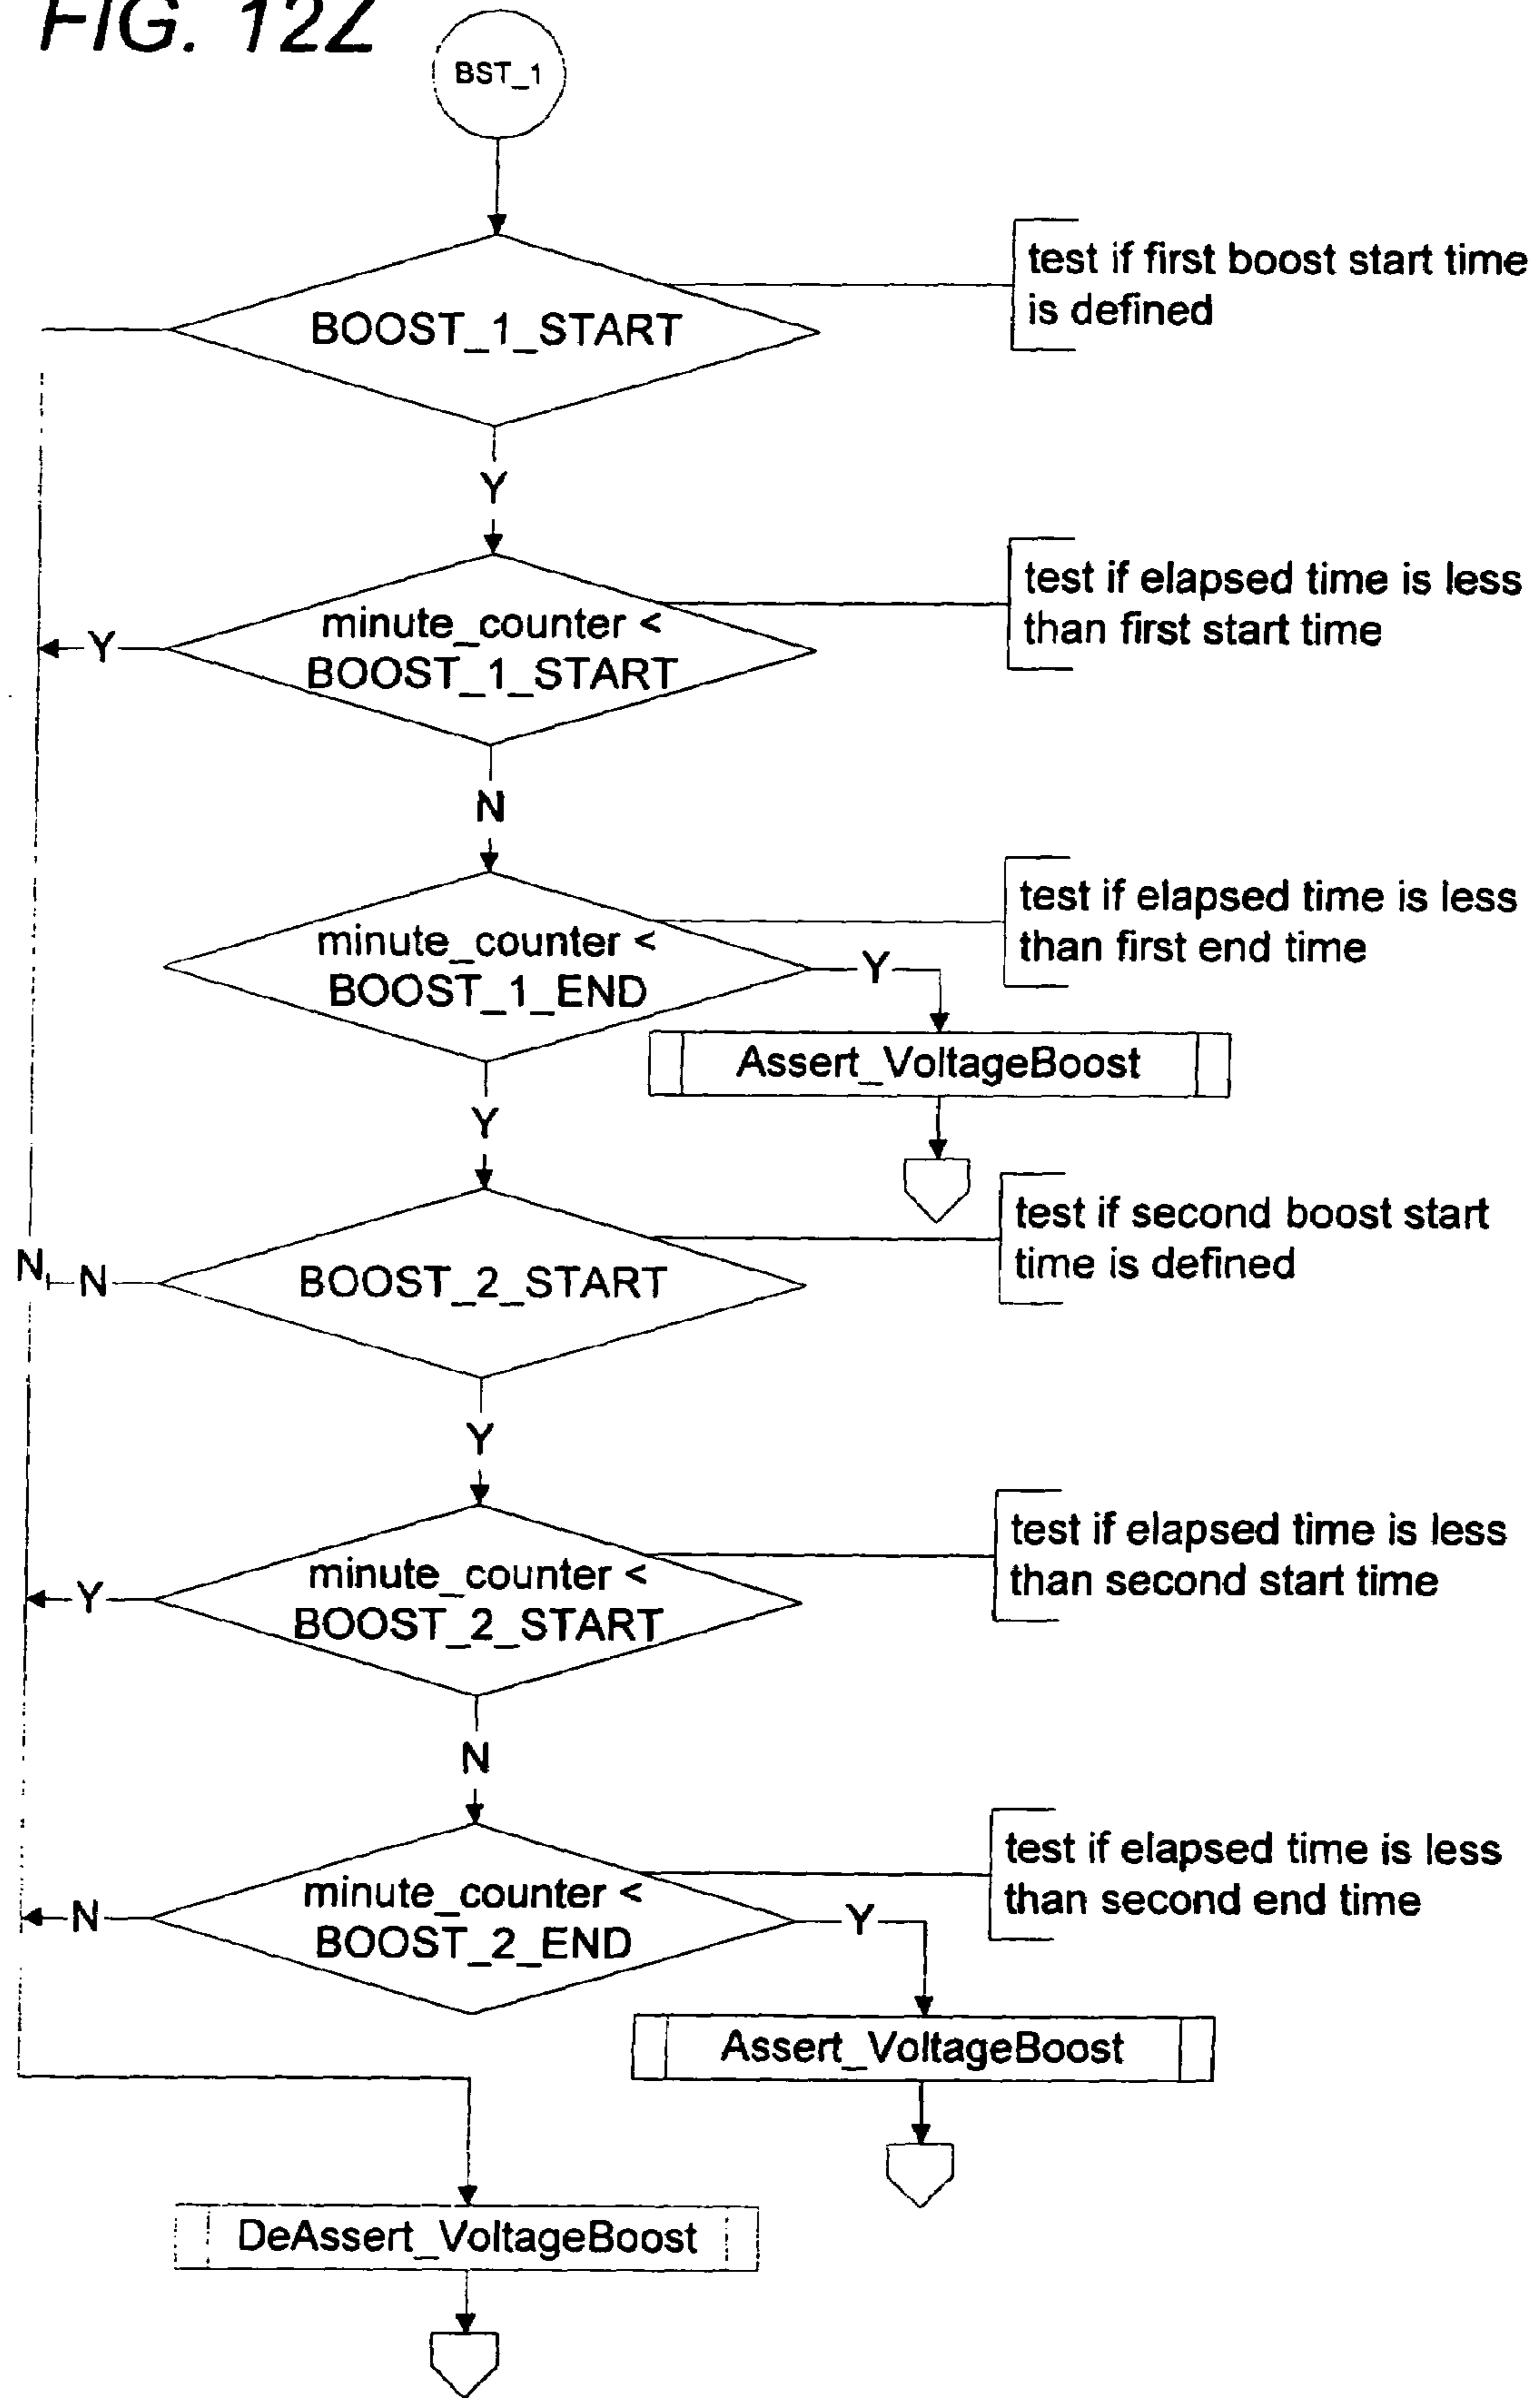 FIG. 12Z
BST_1
BOOST_1_START
test if first boost start time
is defined
Y
minute_counter <
BOOST_1_START
test if elapsed time is less
than first start time
Y
N
minute_counter <
BOOST_1_END
test if elapsed time is less
than first end time
Y
Assert_VoltageBoost
Y
BOOST_2_START
test if second boost start
time is defined
N
N
Y
minute_counter <
BOOST_2_START
test if elapsed time is less
than second start time
Y
N
minute_counter <
BOOST_2_END
test if elapsed time is less
than second end time
N
Y
Assert_VoltageBoost
DeAssert_VoltageBoost